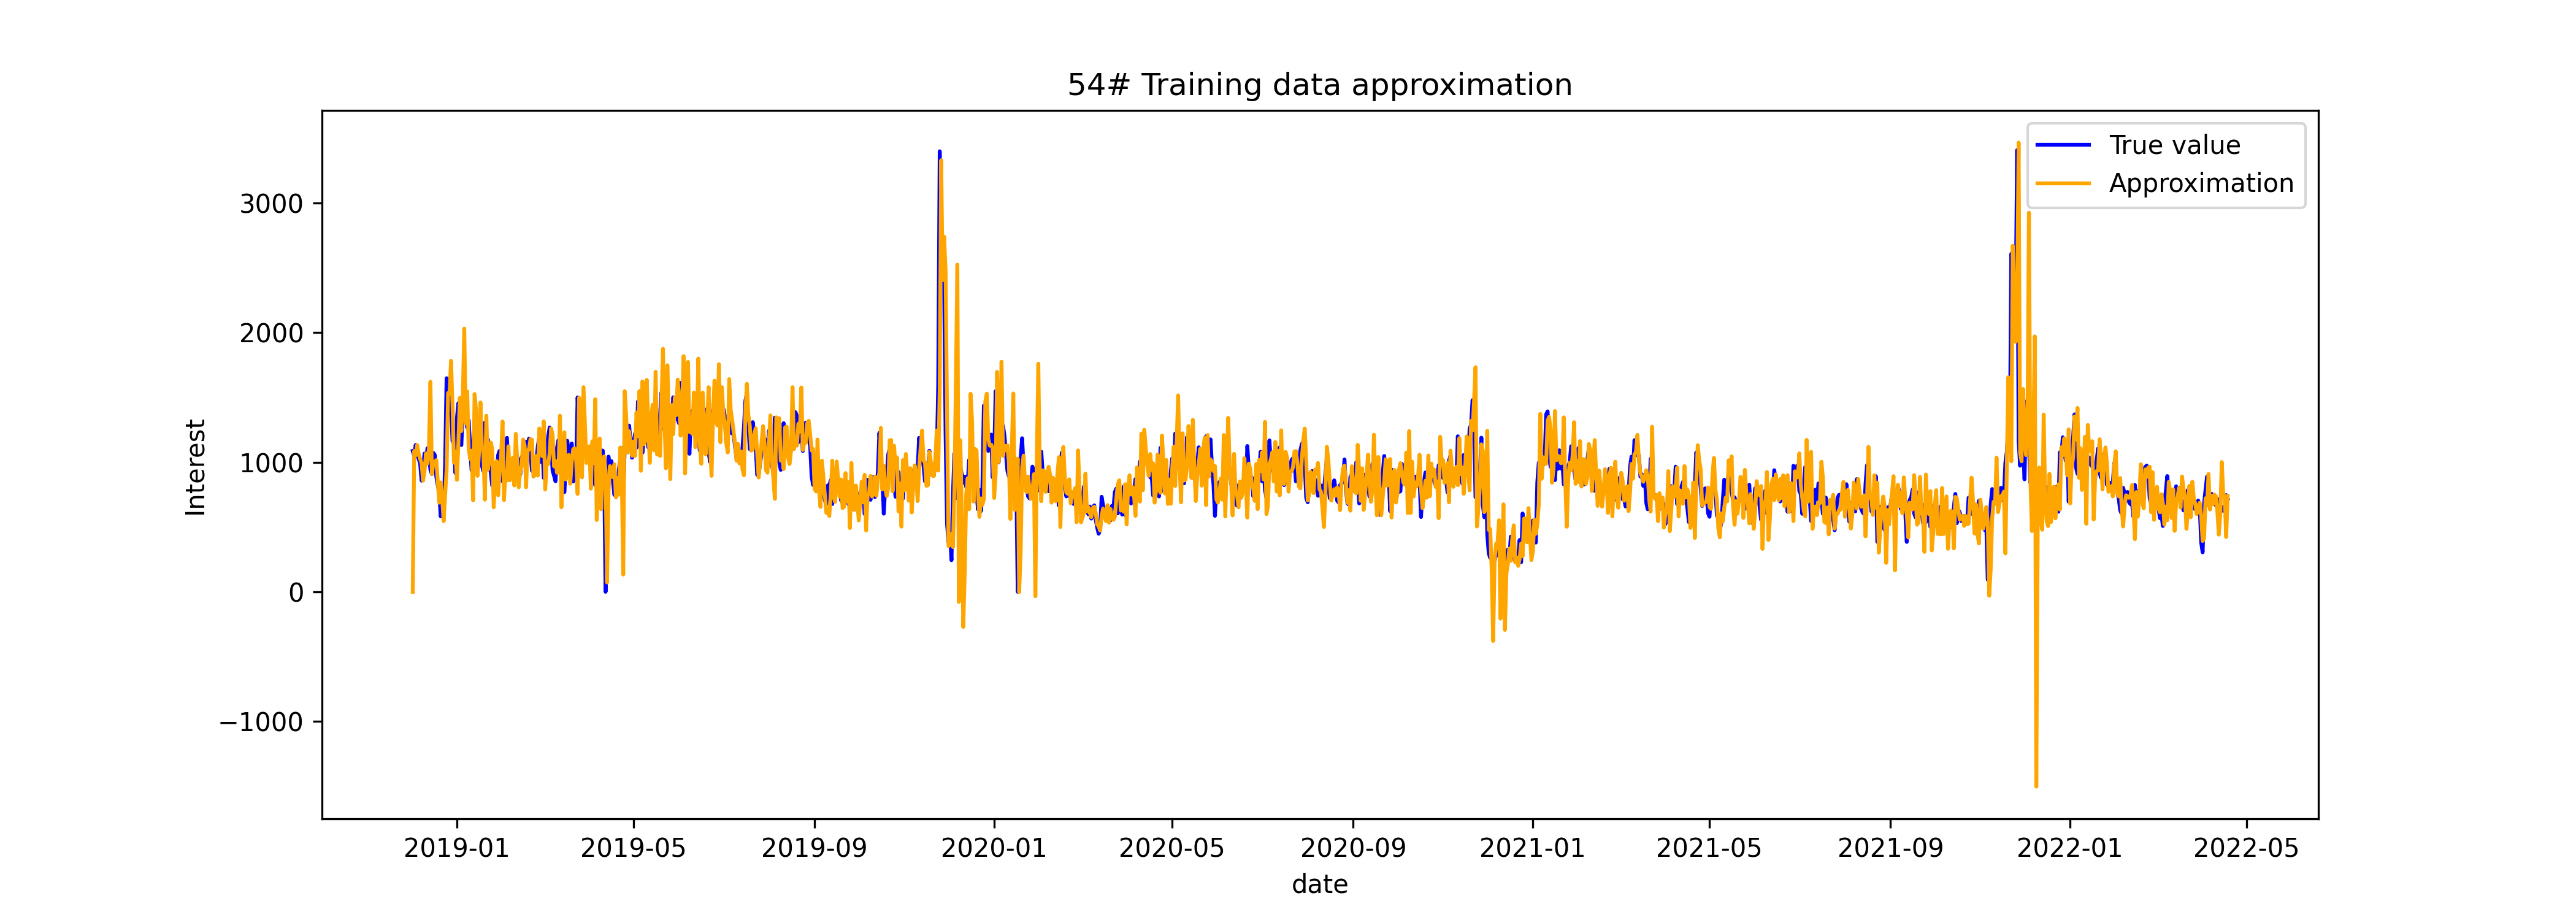 54# Training data approximation
True value
Approximation
Interest
3000
2000
1000
0
−1000
2019-01 2019-05 2019-09 2020-01 2020-05 2020-09 2021-01 2021-05 2021-09 2022-01 2022-05
date